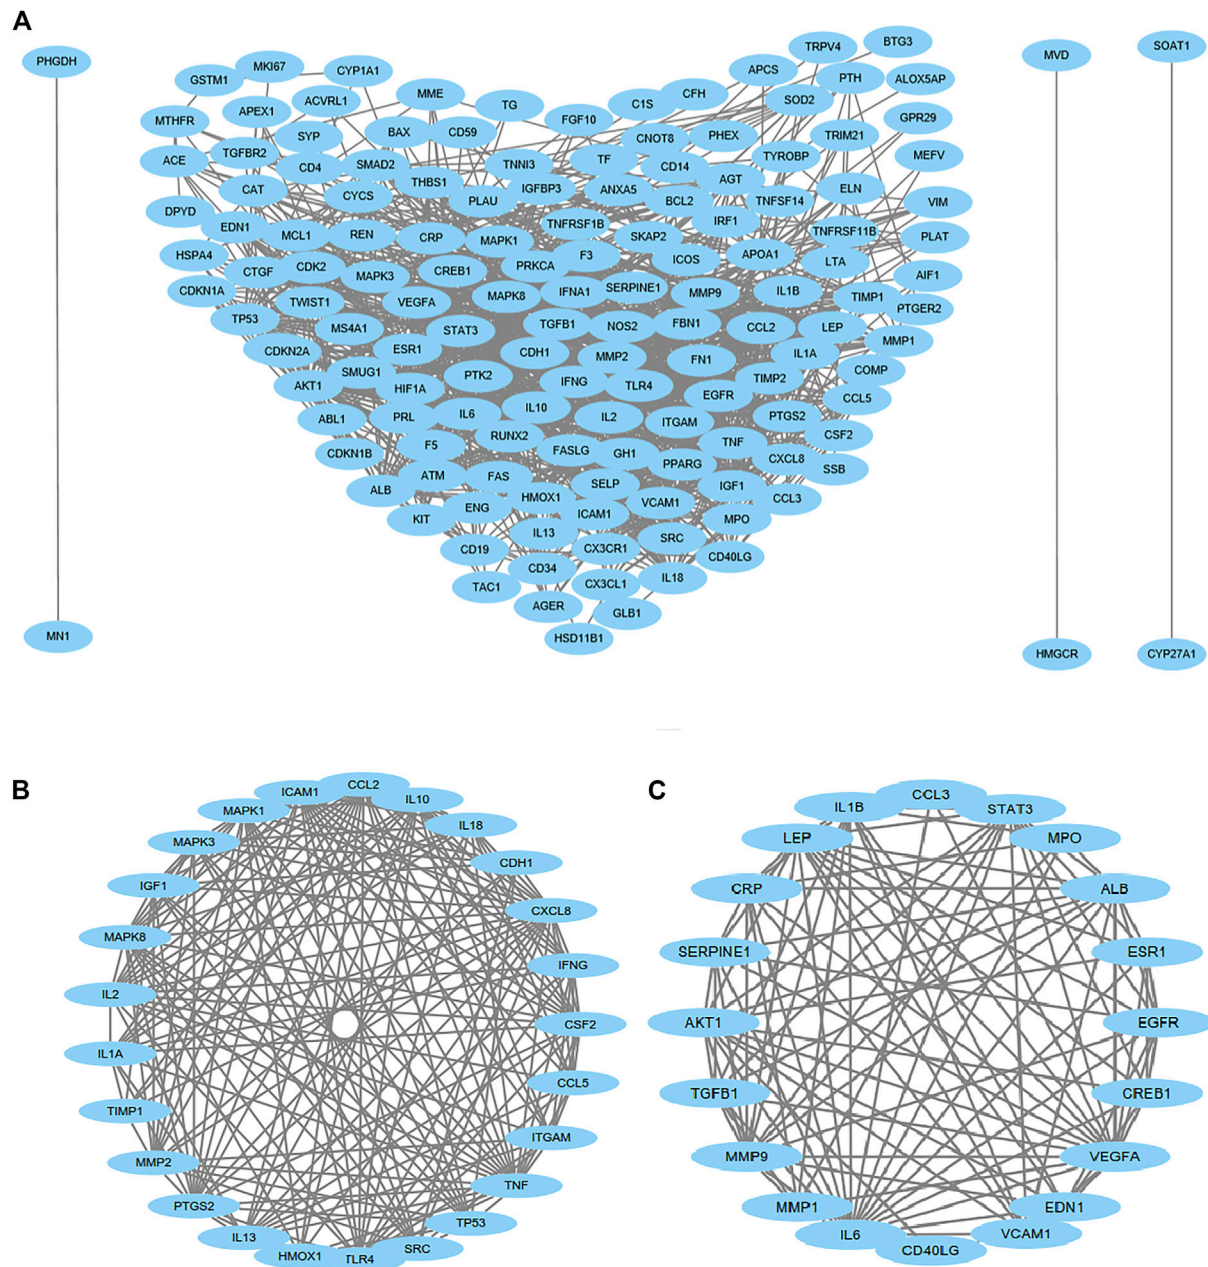 A
PHGDH
MN1
GSTM1
MKI67
CYP1A1
MTHFR
APEX1
ACVRL1
MME
TG
FGF10
C1S
CFH
APCS
TRPV4
BTG3
SOD2
PTH
ALOX5AP
GPR29
ACE
TGFBR2
SYP
BAX
CD59
CNOT8
PHEX
TRIM21
MEFV
CD4
SMAD2
TNNI3
TF
CD14
TYROBP
CAT
CYCS
THBS1
PLAU
IGFBP3
ANXA5
BCL2
AGT
TNFSF14
ELN
VIM
DPYD
EDN1
MCL1
REN
CRP
MAPK1
TNFRSF1B
SKAP2
IRF1
TNFRSF11B
PLAT
HSPA4
CTGF
CDK2
MAPK3
CREB1
PRKCA
F3
ICOS
APOA1
LTA
AIF1
CDKN1A
TWIST1
VEGFA
MAPK8
IFNA1
SERPINE1
MMP9
IL1B
TIMP1
PTGER2
TP53
MS4A1
STAT3
TGFB1
NOS2
FBN1
CCL2
LEP
MMP1
CDKN2A
ESR1
CDH1
MMP2
FN1
IL1A
COMP
AKT1
SMUG1
HIF1A
PTK2
IFNG
TLR4
EGFR
TIMP2
CCL5
ABL1
PRL
IL6
IL10
IL2
ITGAM
PTGS2
CSF2
CDKN1B
F5
RUNX2
FASLG
GH1
PPARG
TNF
CXCL8
SSB
ALB
ATM
FAS
SELP
IGF1
CCL3
KIT
ENG
HMOX1
ICAM1
VCAM1
MPO
CD19
IL13
CX3CR1
SRC
CD40LG
TAC1
CD34
CX3CL1
IL18
AGER
GLB1
HSD11B1
MVD
HMGCR
SOAT1
CYP27A1
B
CCL2
IL10
IL18
CDH1
CXCL8
IFNG
CSF2
CCL5
ITGAM
TNF
TP53
SRC
TLR4
HMOX1
IL13
PTGS2
MMP2
TIMP1
IL1A
IL2
MAPK8
IGF1
MAPK3
MAPK1
ICAM1
C
CCL3
STAT3
MPO
ALB
ESR1
EGFR
CREB1
VEGFA
EDN1
VCAM1
CD40LG
IL6
MMP1
MMP9
TGFB1
AKT1
SERPINE1
CRP
LEP
IL1B